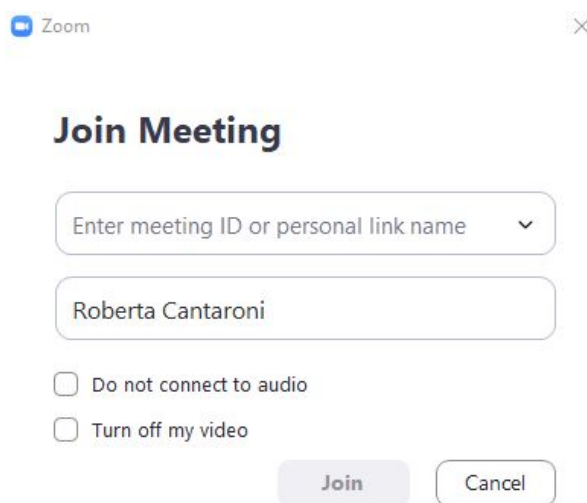 Zoom
Join Meeting
Enter meeting ID or personal link name
Roberta Cantaroni
Do not connect to audio
Turn off my video
Join Cancel